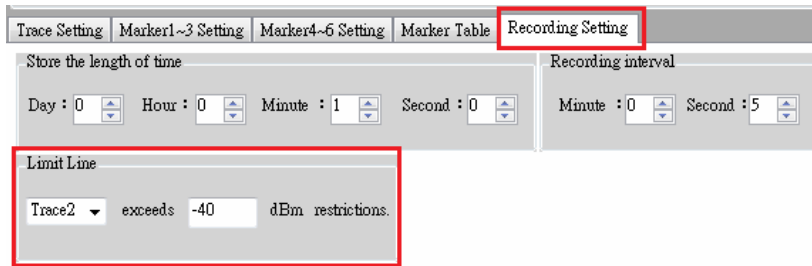 Trace Setting Marker1~3 Setting Marker4~6 Setting Marker Table Recording Setting
Store the length of time Recording interval
Day : 0 Hour : 0 Minute : 1 Second : 0 Minute : 0 Second : 5
Limit Line
Trace2 exceeds -40 dBm restrictions.